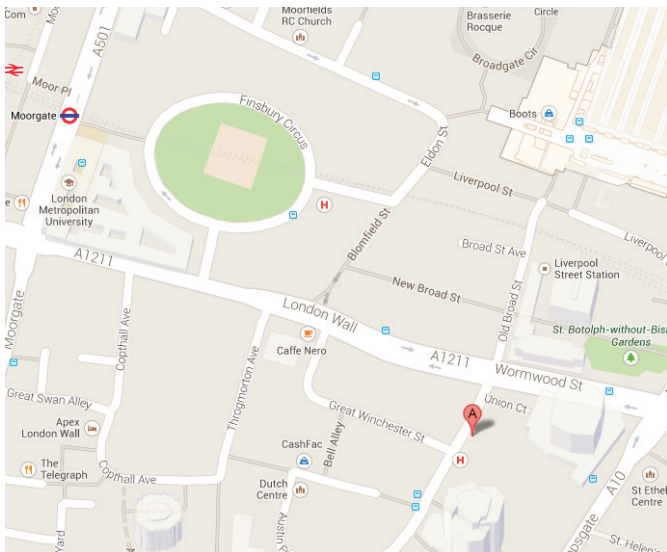 Com
Moorfields
RC Church
Brasserie
Rocque
Circle
A501
Moor Pl
Broadgate Cir
Moorgate
Finsbury Circus
Boots
Eldon St
London
Metropolitan
University
H
Liverpool St
Blomfield St
Broad St Ave
Liverpool
A1211
Liverpool
Street Station
New Broad St
Old Broad St
Moorgate
London Wall
St. Botolph-without-Bis
Gardens
Copthall Ave
Throgmorton Ave
Caffe Nero
A1211
Wormwood St
Great Swan Alley
Great Winchester St
Union Ct
A
Apex
London Wall
CashFac
Bell Alley
H
The
Telegraph
Copthall Ave
Dutch
Centre
A10
St Ethel
Centre
Austin
Yard
psgate
St. Helen